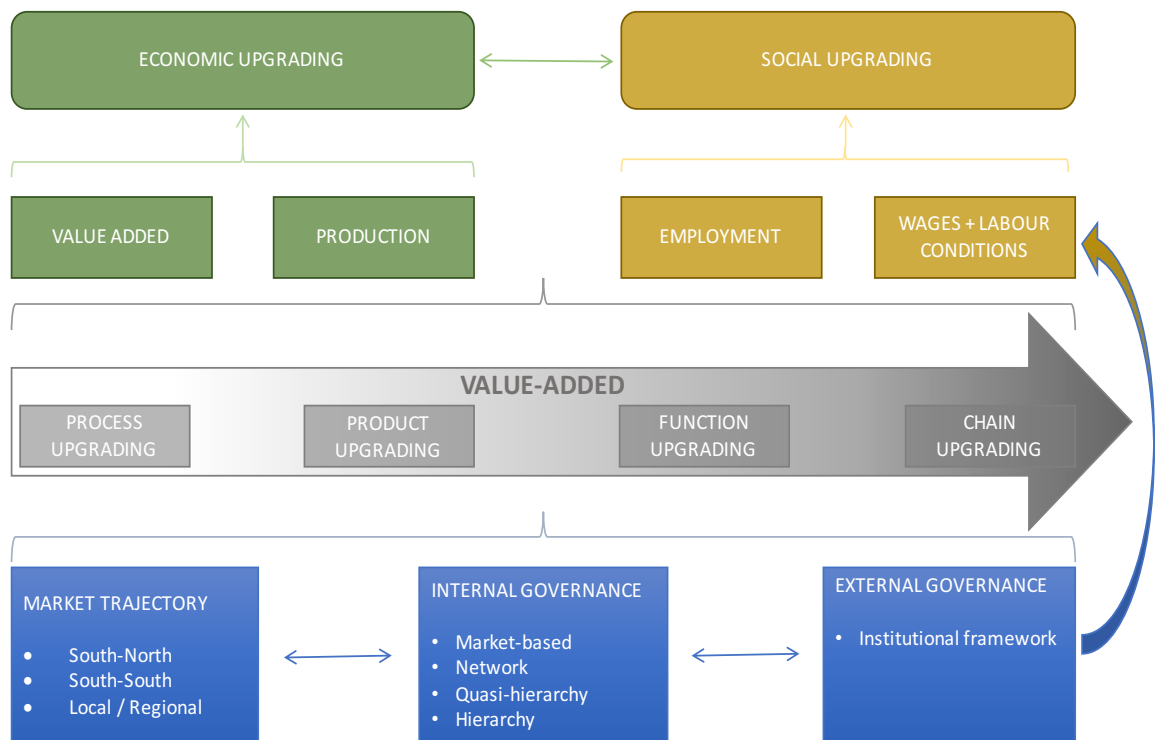 ECONOMIC UPGRADING
SOCIAL UPGRADING
VALUE ADDED
PRODUCTION
EMPLOYMENT
WAGES + LABOUR
CONDITIONS
VALUE-ADDED
PROCESS
UPGRADING
PRODUCT
UPGRADING
FUNCTION
UPGRADING
CHAIN
UPGRADING
MARKET TRAJECTORY
• South-North
• South-South
• Local / Regional
INTERNAL GOVERNANCE
• Market-based
• Network
• Quasi-hierarchy
• Hierarchy
EXTERNAL GOVERNANCE
• Institutional framework